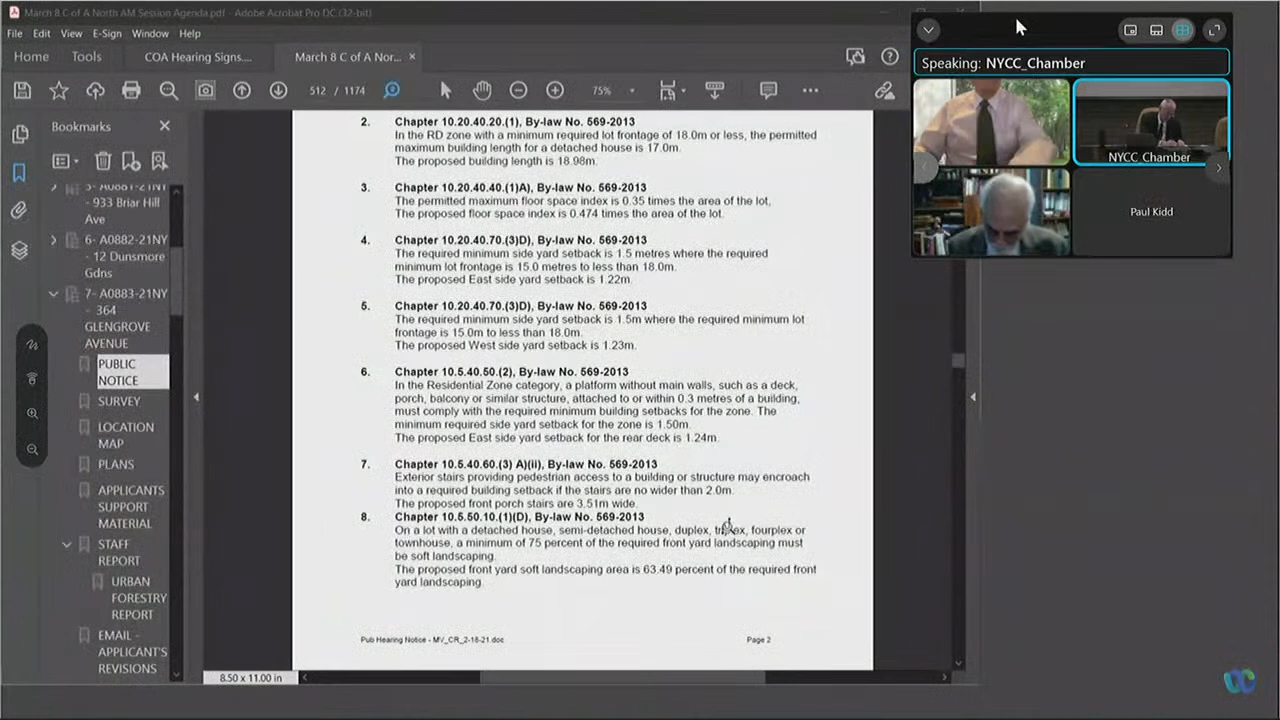 March 8 C of A North AM Session Agenda.pdf - Adobe Acrobat Pro DC (32-bit)
File Edit View E-Sign Window Help
Home Tools COA Hearing Signs.... March 8 C of A Nor... ×
512 / 1174 75%
Bookmarks
- 933 Briar Hill
Ave
6- A0882-21NY
- 12 Dunsmore
Gdns
7- A0883-21NY
- 364
GLENGROVE
AVENUE
PUBLIC
NOTICE
SURVEY
LOCATION
MAP
PLANS
APPLICANTS
SUPPORT
MATERIAL
STAFF
REPORT
URBAN
FORESTRY
REPORT
EMAIL -
APPLICANT'S
REVISIONS
2. Chapter 10.20.40.20.(1), By-law No. 569-2013
In the RD zone with a minimum required lot frontage of 18.0m or less, the permitted
maximum building length for a detached house is 17.0m.
The proposed building length is 18.98m.
3. Chapter 10.20.40.40.(1)A), By-law No. 569-2013
The permitted maximum floor space index is 0.35 times the area of the lot.
The proposed floor space index is 0.474 times the area of the lot.
4. Chapter 10.20.40.70.(3)D), By-law No. 569-2013
The required minimum side yard setback is 1.5 metres where the required
minimum lot frontage is 15.0 metres to less than 18.0m.
The proposed East side yard setback is 1.22m.
5. Chapter 10.20.40.70.(3)D), By-law No. 569-2013
The required minimum side yard setback is 1.5m where the required minimum lot
frontage is 15.0m to less than 18.0m.
The proposed West side yard setback is 1.23m.
6. Chapter 10.5.40.50.(2), By-law No. 569-2013
In the Residential Zone category, a platform without main walls, such as a deck,
porch, balcony or similar structure, attached to or within 0.3 metres of a building,
must comply with the required minimum building setbacks for the zone. The
minimum required side yard setback for the zone is 1.50m.
The proposed East side yard setback for the rear deck is 1.24m.
7. Chapter 10.5.40.60.(3) A)(ii), By-law No. 569-2013
Exterior stairs providing pedestrian access to a building or structure may encroach
into a required building setback if the stairs are no wider than 2.0m.
The proposed front porch stairs are 3.51m wide.
8. Chapter 10.5.50.10.(1)(D), By-law No. 569-2013
On a lot with a detached house, semi-detached house, duplex, triplex, fourplex or
townhouse, a minimum of 75 percent of the required front yard landscaping must
be soft landscaping.
The proposed front yard soft landscaping area is 63.49 percent of the required front
yard landscaping.
Pub Hearing Notice - MV_CR_2-18-21.doc Page 2
8.50 x 11.00 in
Speaking: NYCC_Chamber
NYCC_Chamber
Paul Kidd